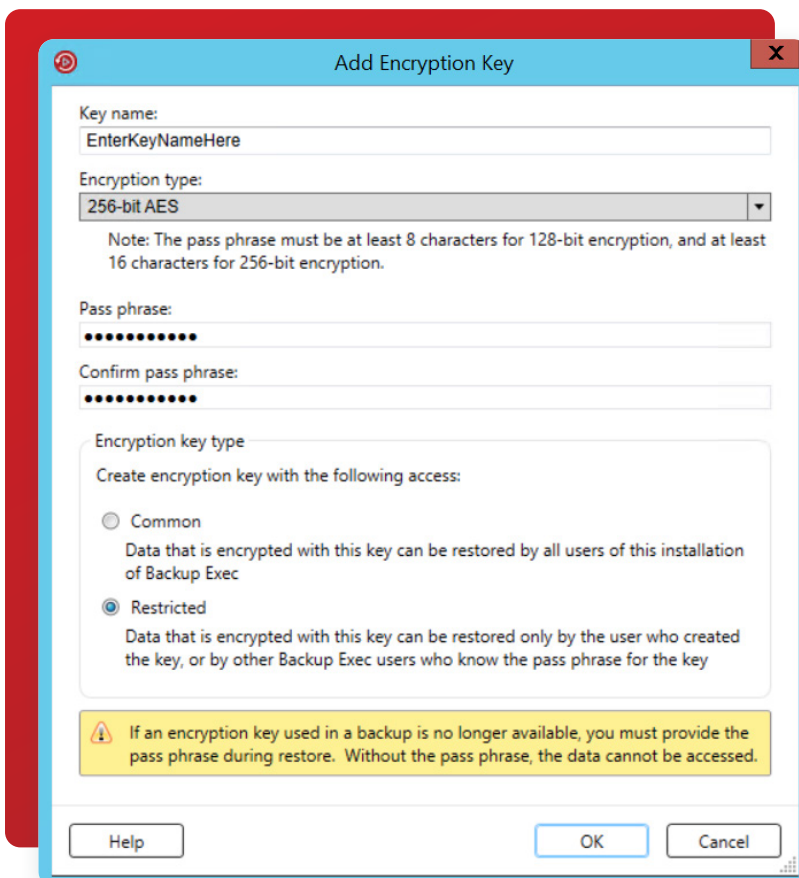 Add Encryption Key
X
Key name:
EnterKeyNameHere
Encryption type:
256-bit AES
Note: The pass phrase must be at least 8 characters for 128-bit encryption, and at least
16 characters for 256-bit encryption.
Pass phrase:
•••••••••••
Confirm pass phrase:
•••••••••••
Encryption key type
Create encryption key with the following access:
Common
Data that is encrypted with this key can be restored by all users of this installation
of Backup Exec
Restricted
Data that is encrypted with this key can be restored only by the user who created
the key, or by other Backup Exec users who know the pass phrase for the key
If an encryption key used in a backup is no longer available, you must provide the
pass phrase during restore.  Without the pass phrase, the data cannot be accessed.
Help
OK
Cancel